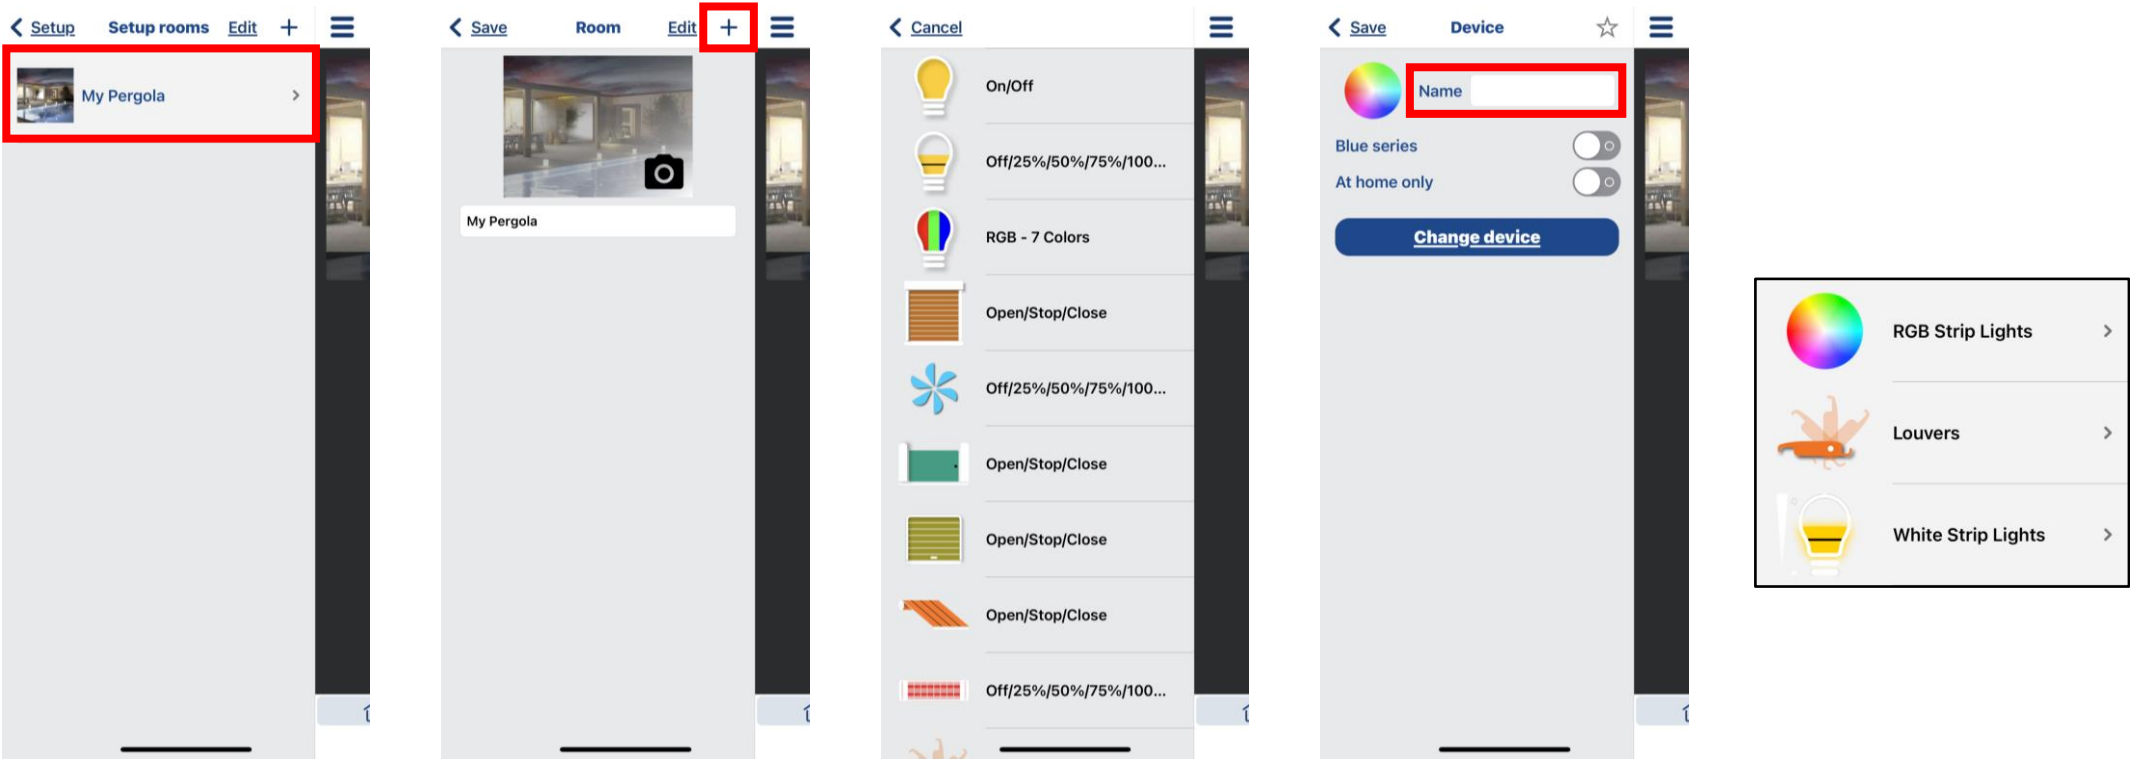 Setup Setup rooms Edit +
My Pergola
Save Room Edit +
My Pergola
Cancel
On/Off
Off/25%/50%/75%/100...
RGB - 7 Colors
Open/Stop/Close
Off/25%/50%/75%/100...
Open/Stop/Close
Open/Stop/Close
Open/Stop/Close
Off/25%/50%/75%/100...
Save Device
Name
Blue series
At home only
Change device
RGB Strip Lights
Louvers
White Strip Lights